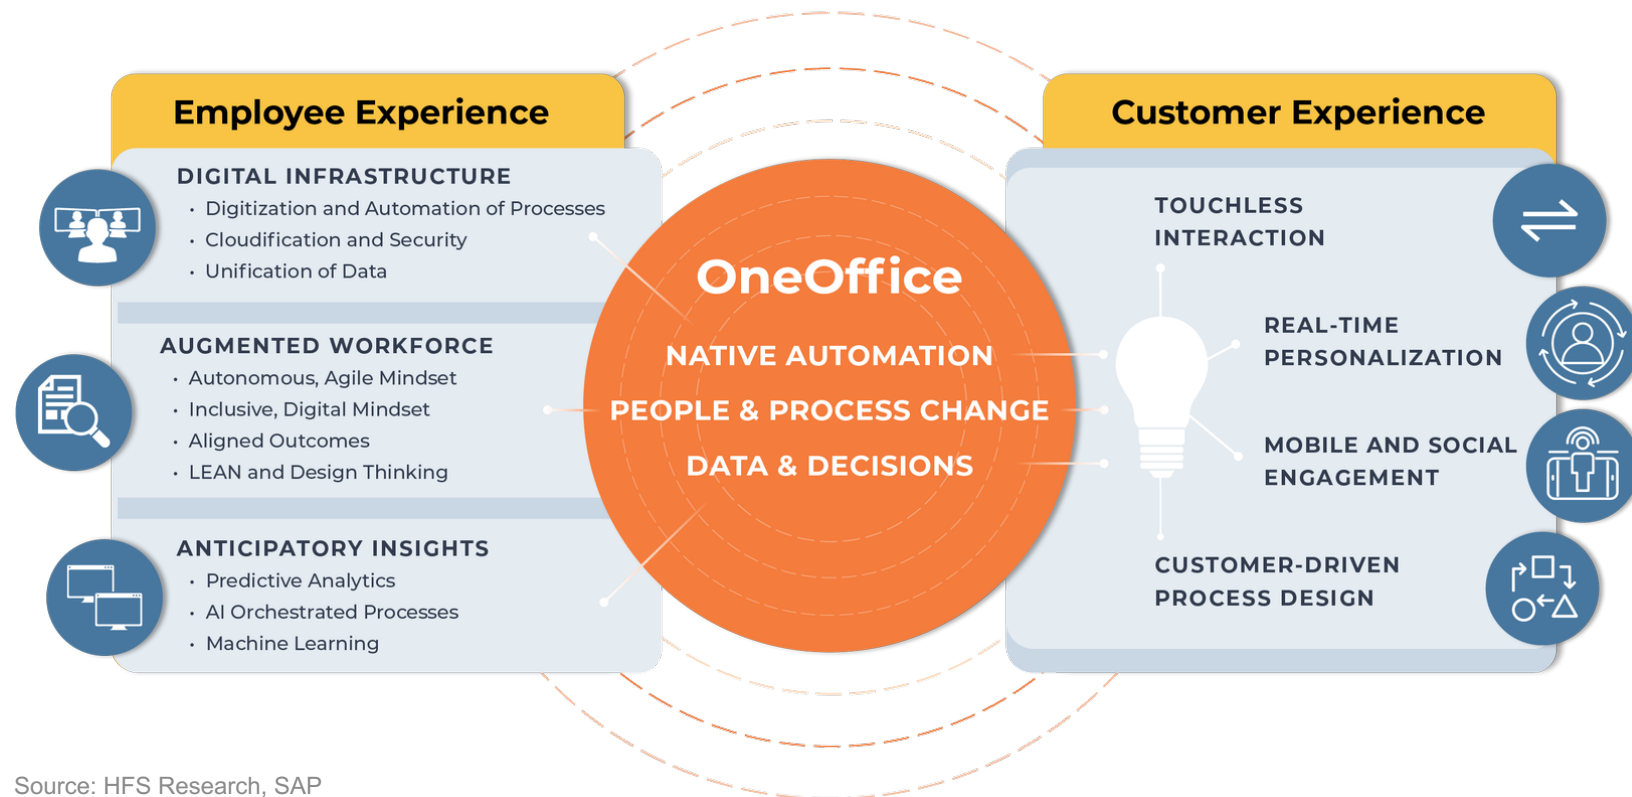 Employee Experience
DIGITAL INFRASTRUCTURE
• Digitization and Automation of Processes
• Cloudification and Security
• Unification of Data
AUGMENTED WORKFORCE
• Autonomous, Agile Mindset
• Inclusive, Digital Mindset
• Aligned Outcomes
• LEAN and Design Thinking
ANTICIPATORY INSIGHTS
• Predictive Analytics
• AI Orchestrated Processes
• Machine Learning
OneOffice
NATIVE AUTOMATION
PEOPLE & PROCESS CHANGE
DATA & DECISIONS
Customer Experience
TOUCHLESS
INTERACTION
REAL-TIME
PERSONALIZATION
MOBILE AND SOCIAL
ENGAGEMENT
CUSTOMER-DRIVEN
PROCESS DESIGN
Source: HFS Research, SAP